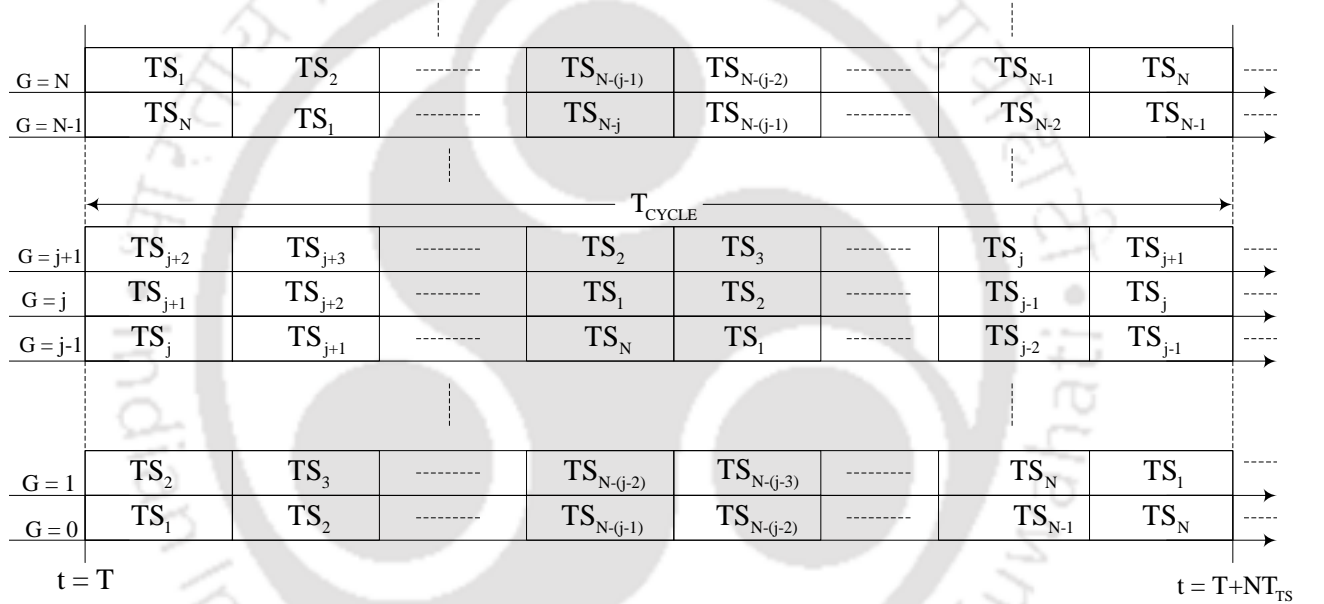 G = N TS1 TS2 -------- TSN-(j-1) TSN-(j-2) -------- TSN-1 TSN
G = N-1 TSN TS1 -------- TSN-j TSN-(j-1) -------- TSN-2 TSN-1
TCYCLE
G = j+1 TSj+2 TSj+3 -------- TS2 TS3 -------- TSj TSj+1
G = j TSj+1 TSj+2 -------- TS1 TS2 -------- TSj-1 TSj
G = j-1 TSj TSj+1 -------- TSN TS1 -------- TSj-2 TSj-1
G = 1 TS2 TS3 -------- TSN-(j-2) TSN-(j-3) -------- TSN TS1
G = 0 TS1 TS2 -------- TSN-(j-1) TSN-(j-2) -------- TSN-1 TSN
t = T t = T+NTTS